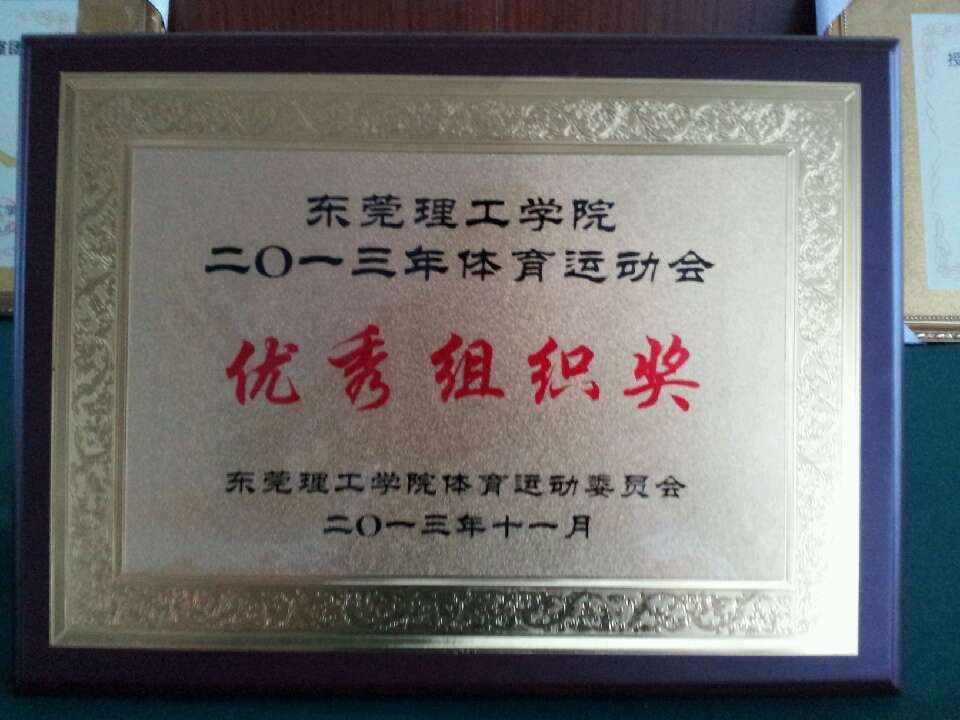 东莞理工学院
二〇一三年体育运动会
优秀组织奖
东莞理工学院体育运动委员会
二〇一三年十一月
授